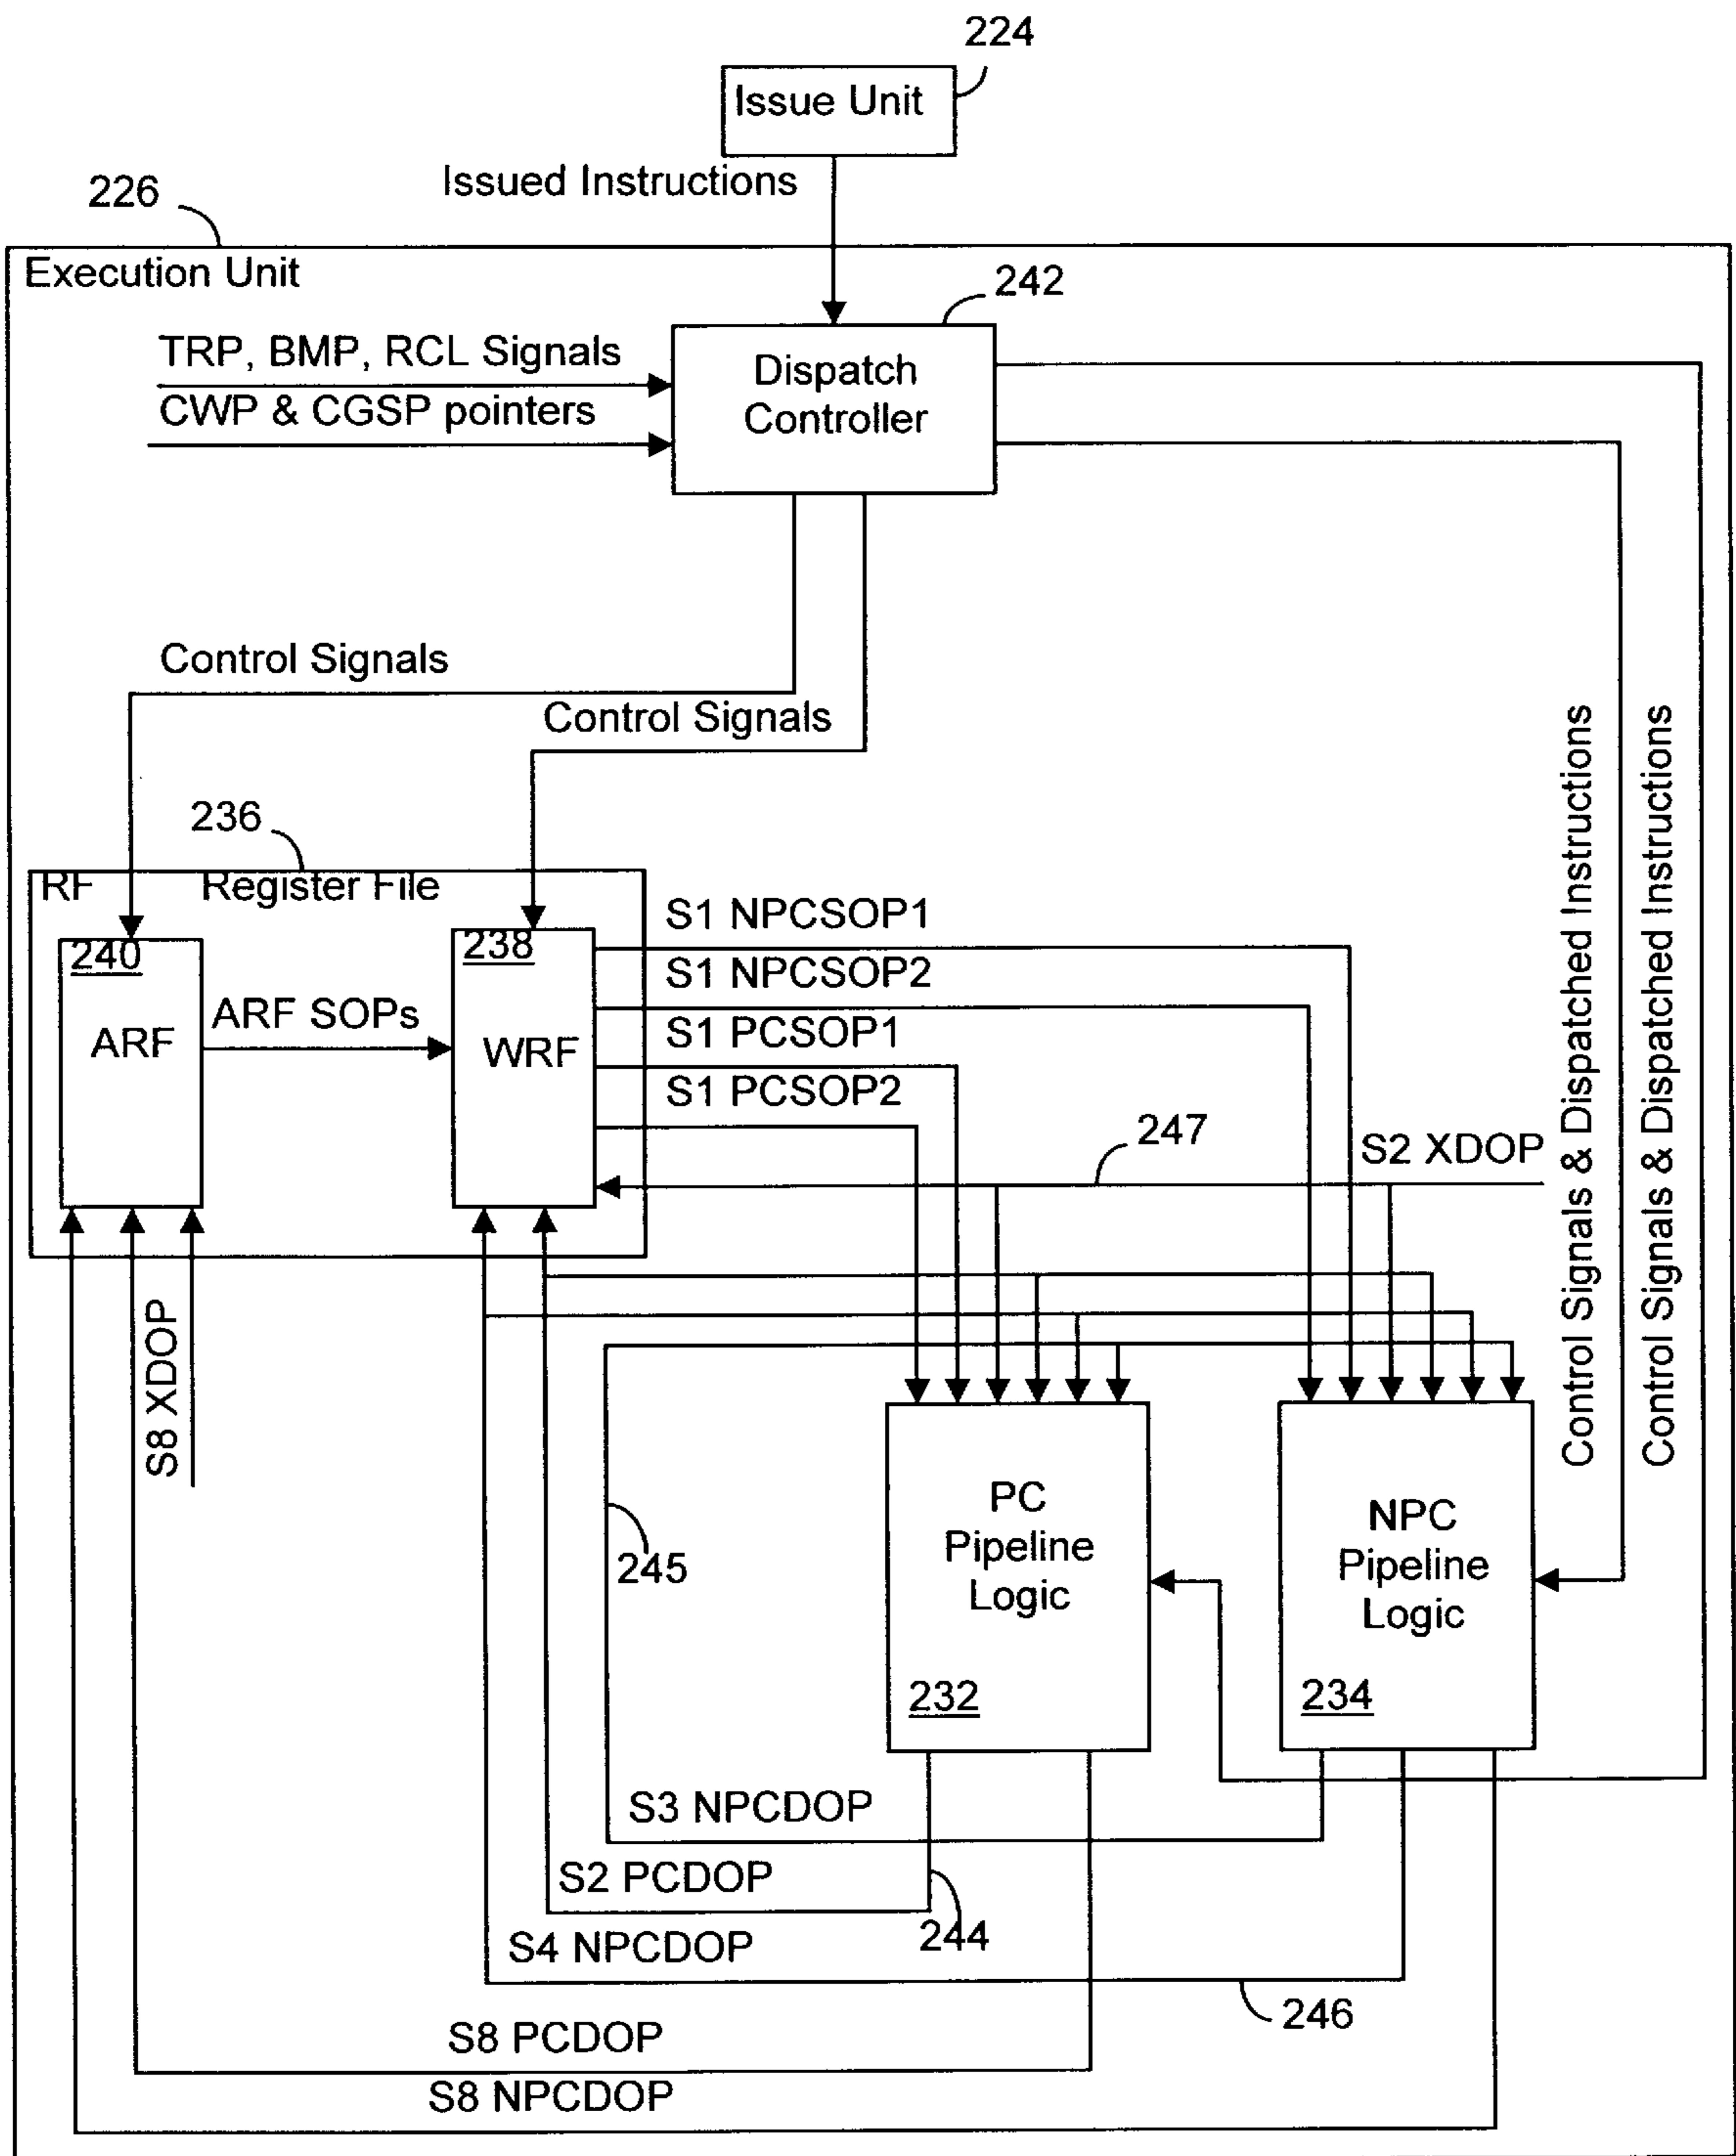 224
Issue Unit
Issued Instructions
226
Execution Unit
242
TRP, BMP, RCL Signals
CWP & CGSP pointers
Dispatch
Controller
Control Signals
Control Signals
Control Signals & Dispatched Instructions
Control Signals & Dispatched Instructions
236
RF Register File
240
ARF
ARF SOPs
238
WRF
S1 NPCSOP1
S1 NPCSOP2
S1 PCSOP1
S1 PCSOP2
247
S2 XDOP
S8 XDOP
245
PC
Pipeline
Logic
232
NPC
Pipeline
Logic
234
S3 NPCDOP
S2 PCDOP
244
S4 NPCDOP
246
S8 PCDOP
S8 NPCDOP